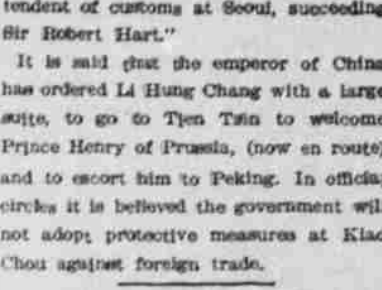 tendent of customs at Seoul, succeeding
Sir Robert Hart."
It is said that the emperor of China
has ordered Li Hung Chang with a large
suite, to go to Tien Tsin to welcome
Prince Henry of Prussia, (now en route)
and to escort him to Peking. In official
circles it is believed the government will
not adopt protective measures at Kiao
Chou against foreign trade.